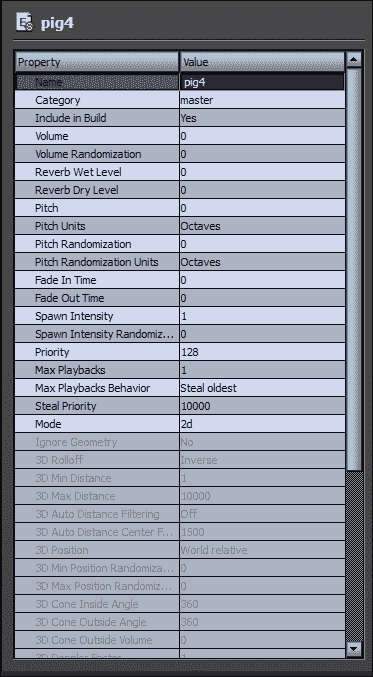 pig4
Property Value
Name pig4
Category master
Include in Build Yes
Volume 0
Volume Randomization 0
Reverb Wet Level 0
Reverb Dry Level 0
Pitch 0
Pitch Units Octaves
Pitch Randomization 0
Pitch Randomization Units Octaves
Fade In Time 0
Fade Out Time 0
Spawn Intensity 1
Spawn Intensity Randomiz... 0
Priority 128
Max Playbacks 1
Max Playbacks Behavior Steal oldest
Steal Priority 10000
Mode 2d
Ignore Geometry No
3D Rolloff Inverse
3D Min Distance 1
3D Max Distance 10000
3D Auto Distance Filtering Off
3D Auto Distance Center F... 1500
3D Position World relative
3D Min Position Randomiza... 0
3D Max Position Randomiz... 0
3D Cone Inside Angle 360
3D Cone Outside Angle 360
3D Cone Outside Volume 0
3D Doppler Factor 1